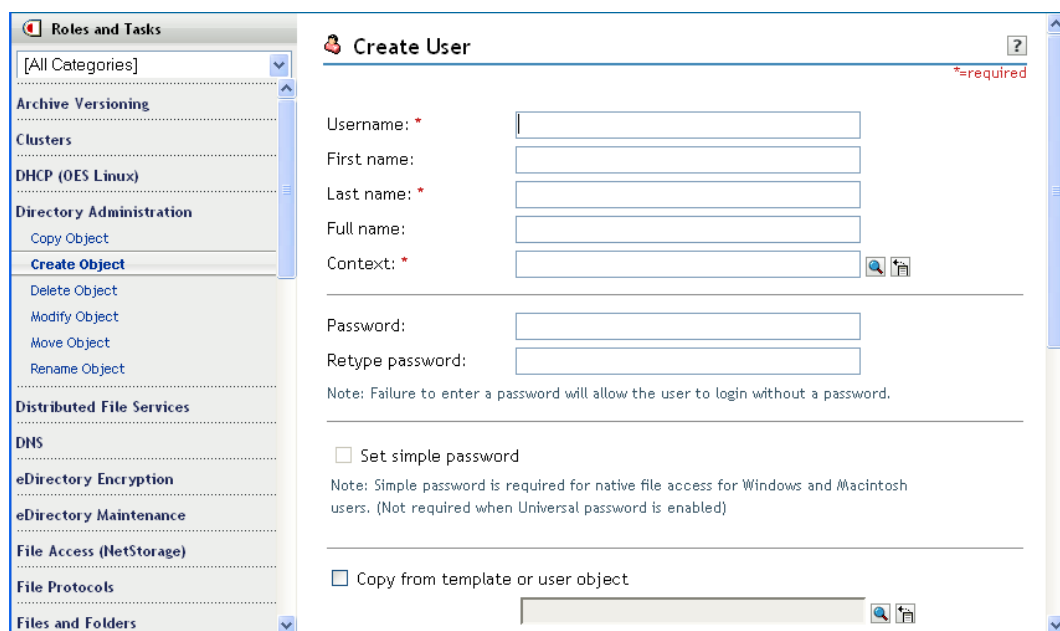 Roles and Tasks
[All Categories]
Archive Versioning
Clusters
DHCP (OES Linux)
Directory Administration
Copy Object
Create Object
Delete Object
Modify Object
Move Object
Rename Object
Distributed File Services
DNS
eDirectory Encryption
eDirectory Maintenance
File Access (NetStorage)
File Protocols
Files and Folders
Create User
?
*=required
Username: *
First name:
Last name: *
Full name:
Context: *
Password:
Retype password:
Note: Failure to enter a password will allow the user to login without a password.
Set simple password
Note: Simple password is required for native file access for Windows and Macintosh
users. (Not required when Universal password is enabled)
Copy from template or user object